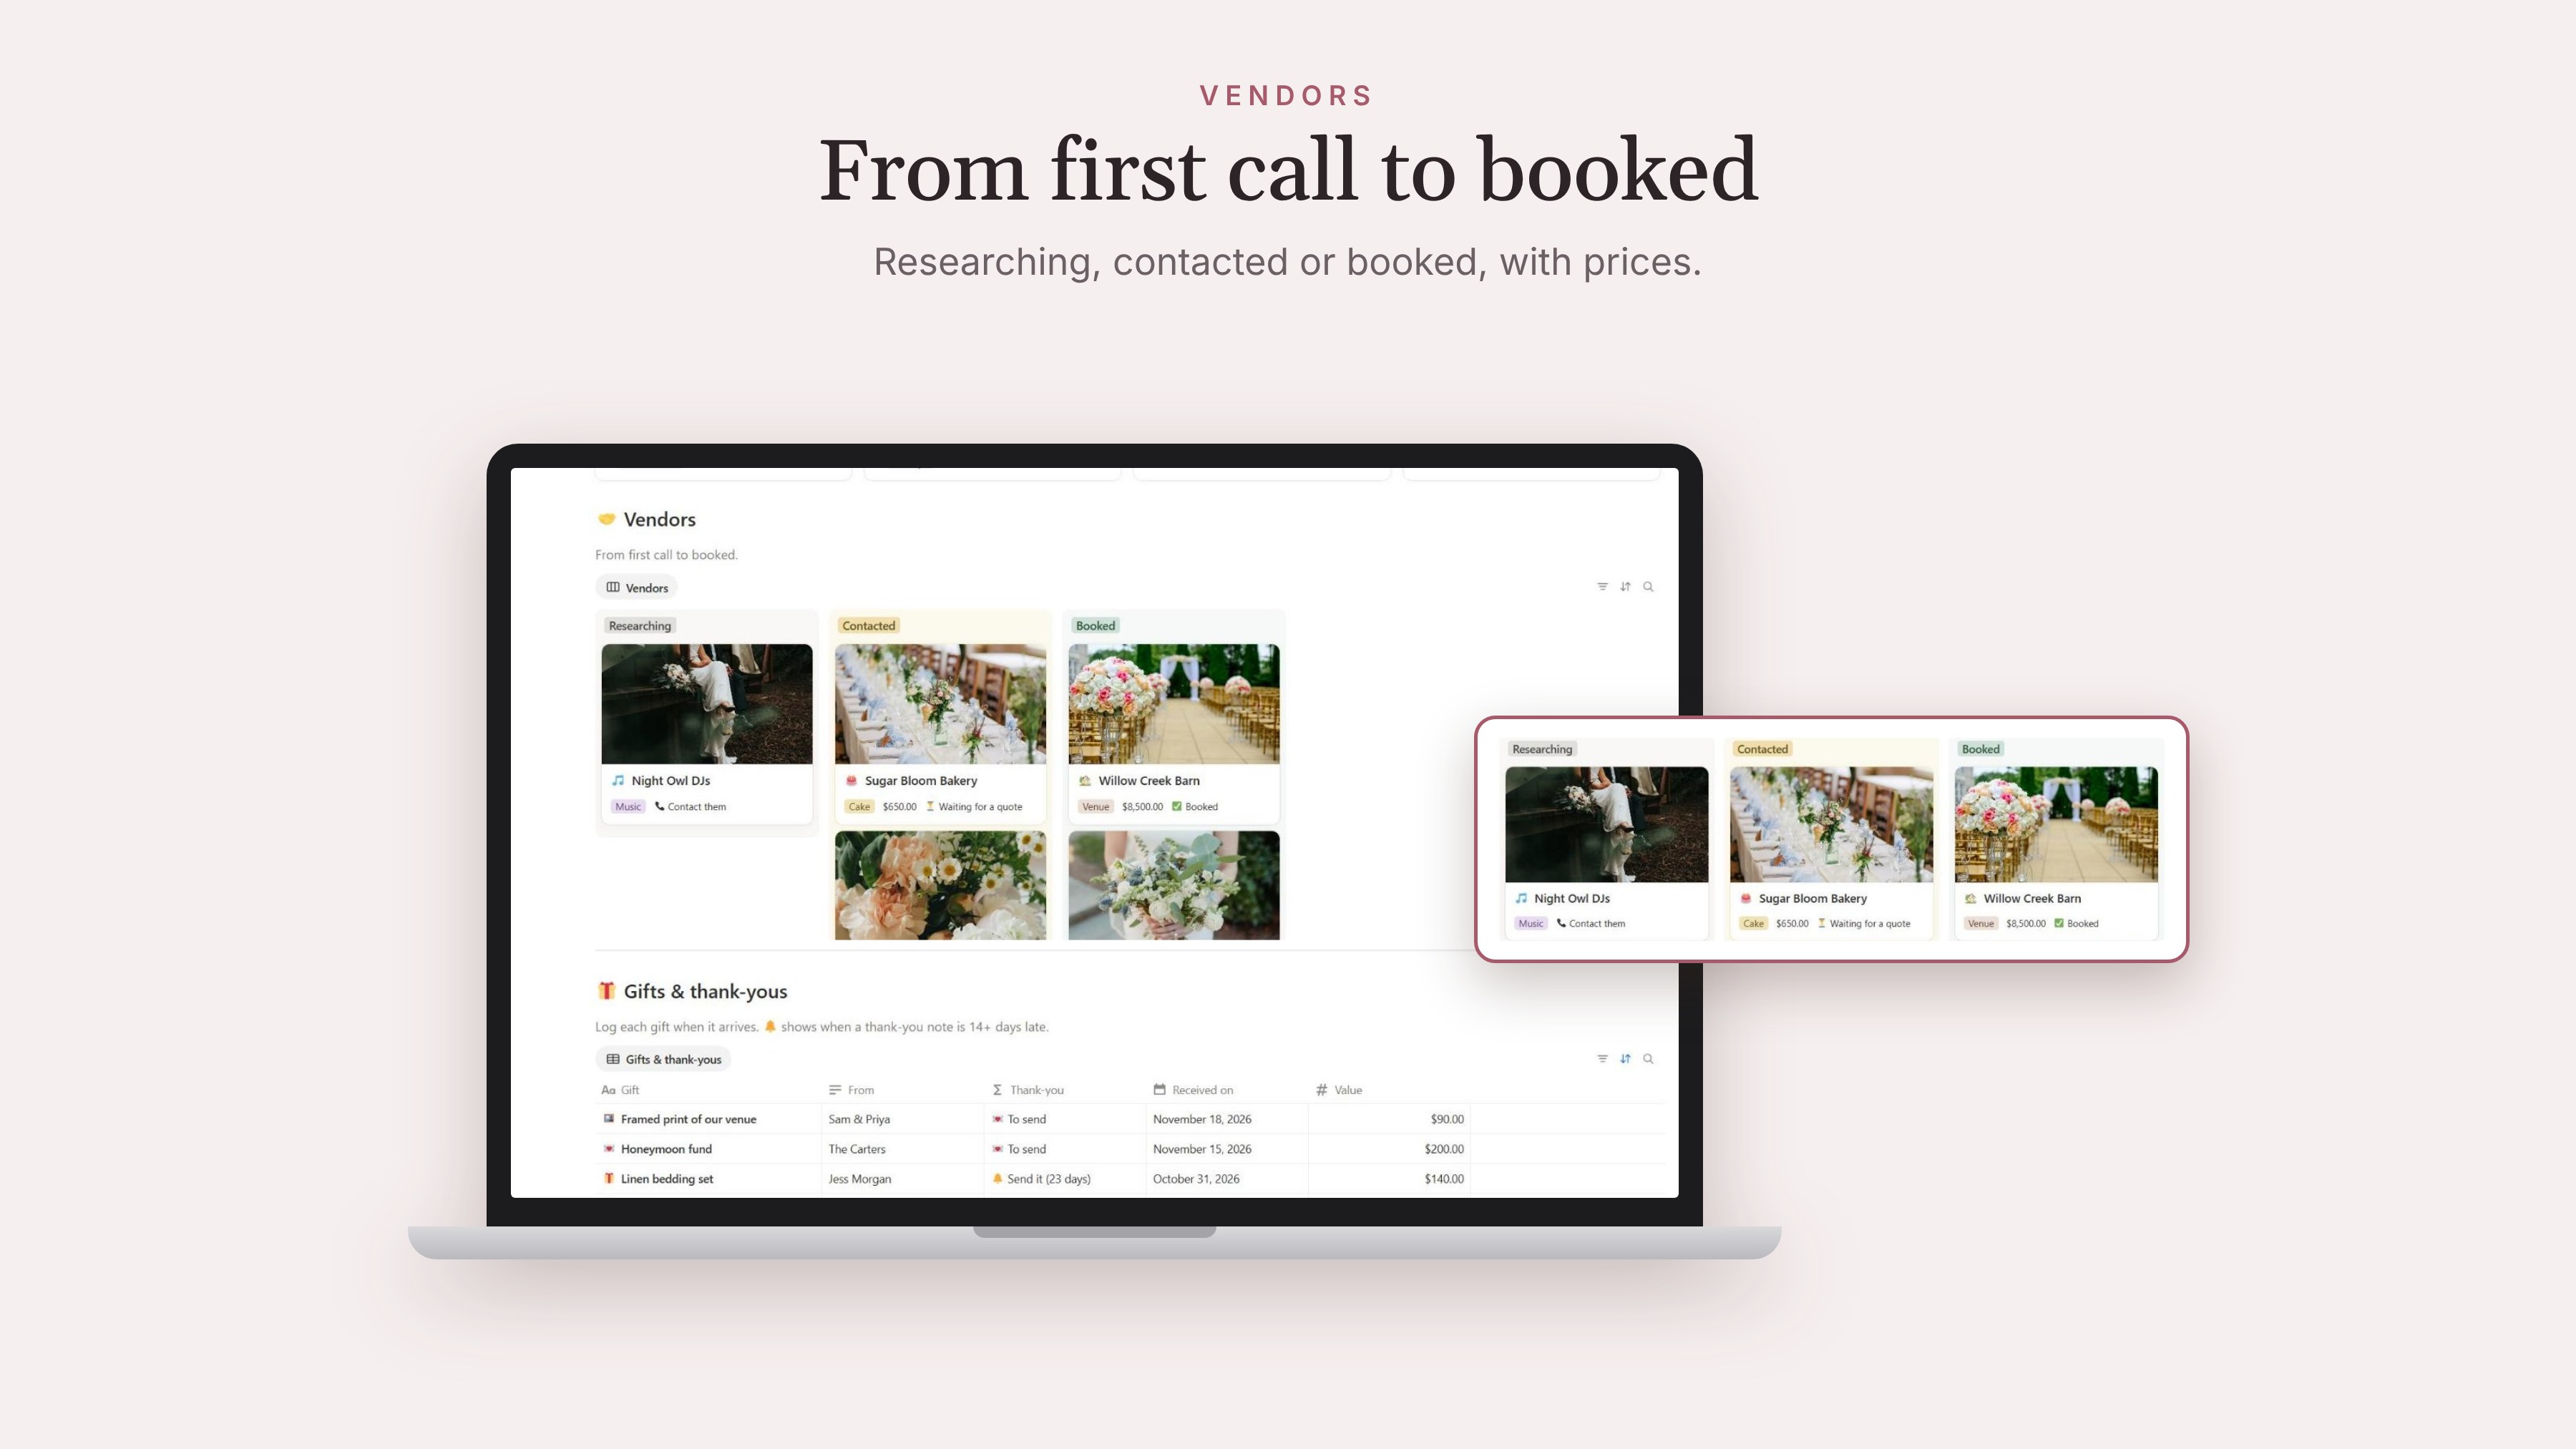 VENDORS
From first call to booked
Researching, contacted or booked, with prices.
Vendors
From first call to booked.
Vendors
Researching
Contacted
Booked
Night Owl DJs
Music Contact them
Sugar Bloom Bakery
Cake $650.00 Waiting for a quote
Willow Creek Barn
Venue $8,500.00 Booked
Researching
Contacted
Booked
Night Owl DJs
Music Contact them
Sugar Bloom Bakery
Cake $650.00 Waiting for a quote
Willow Creek Barn
Venue $8,500.00 Booked
Gifts & thank-yous
Log each gift when it arrives. shows when a thank-you note is 14+ days late.
Gifts & thank-yous
Aa Gift From Thank-you Received on # Value
Framed print of our venue Sam & Priya To send November 18, 2026 $90.00
Honeymoon fund The Carters To send November 15, 2026 $200.00
Linen bedding set Jess Morgan Send it (23 days) October 31, 2026 $140.00